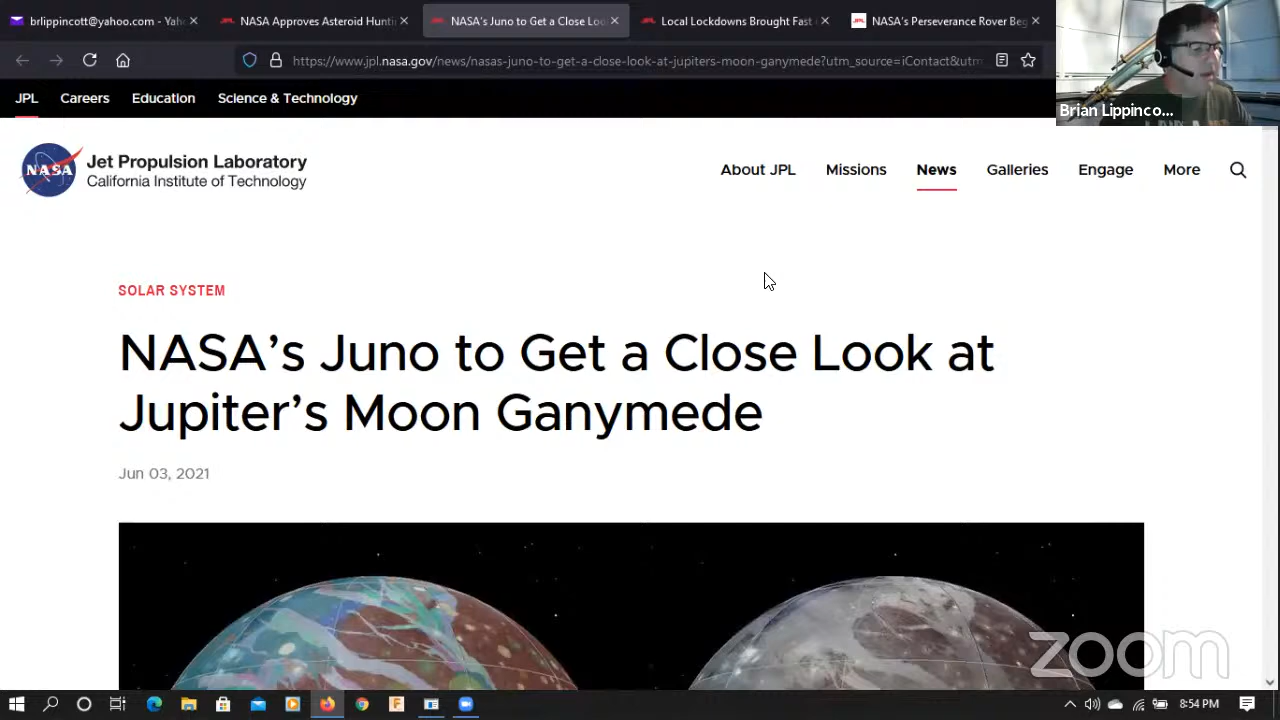 brlippincott@yahoo.com - Yah
NASA Approves Asteroid Hunti
NASA's Juno to Get a Close Loo
Local Lockdowns Brought Fast
NASA's Perseverance Rover Beg
https://www.jpl.nasa.gov/news/nasas-juno-to-get-a-close-look-at-jupiters-moon-ganymede?utm_source=iContact&utm
JPL
Careers
Education
Science & Technology
Brian Lippinco...
NASA
Jet Propulsion Laboratory
California Institute of Technology
About JPL
Missions
News
Galleries
Engage
More
SOLAR SYSTEM
NASA's Juno to Get a Close Look at
Jupiter's Moon Ganymede
Jun 03, 2021
zoom
8:54 PM